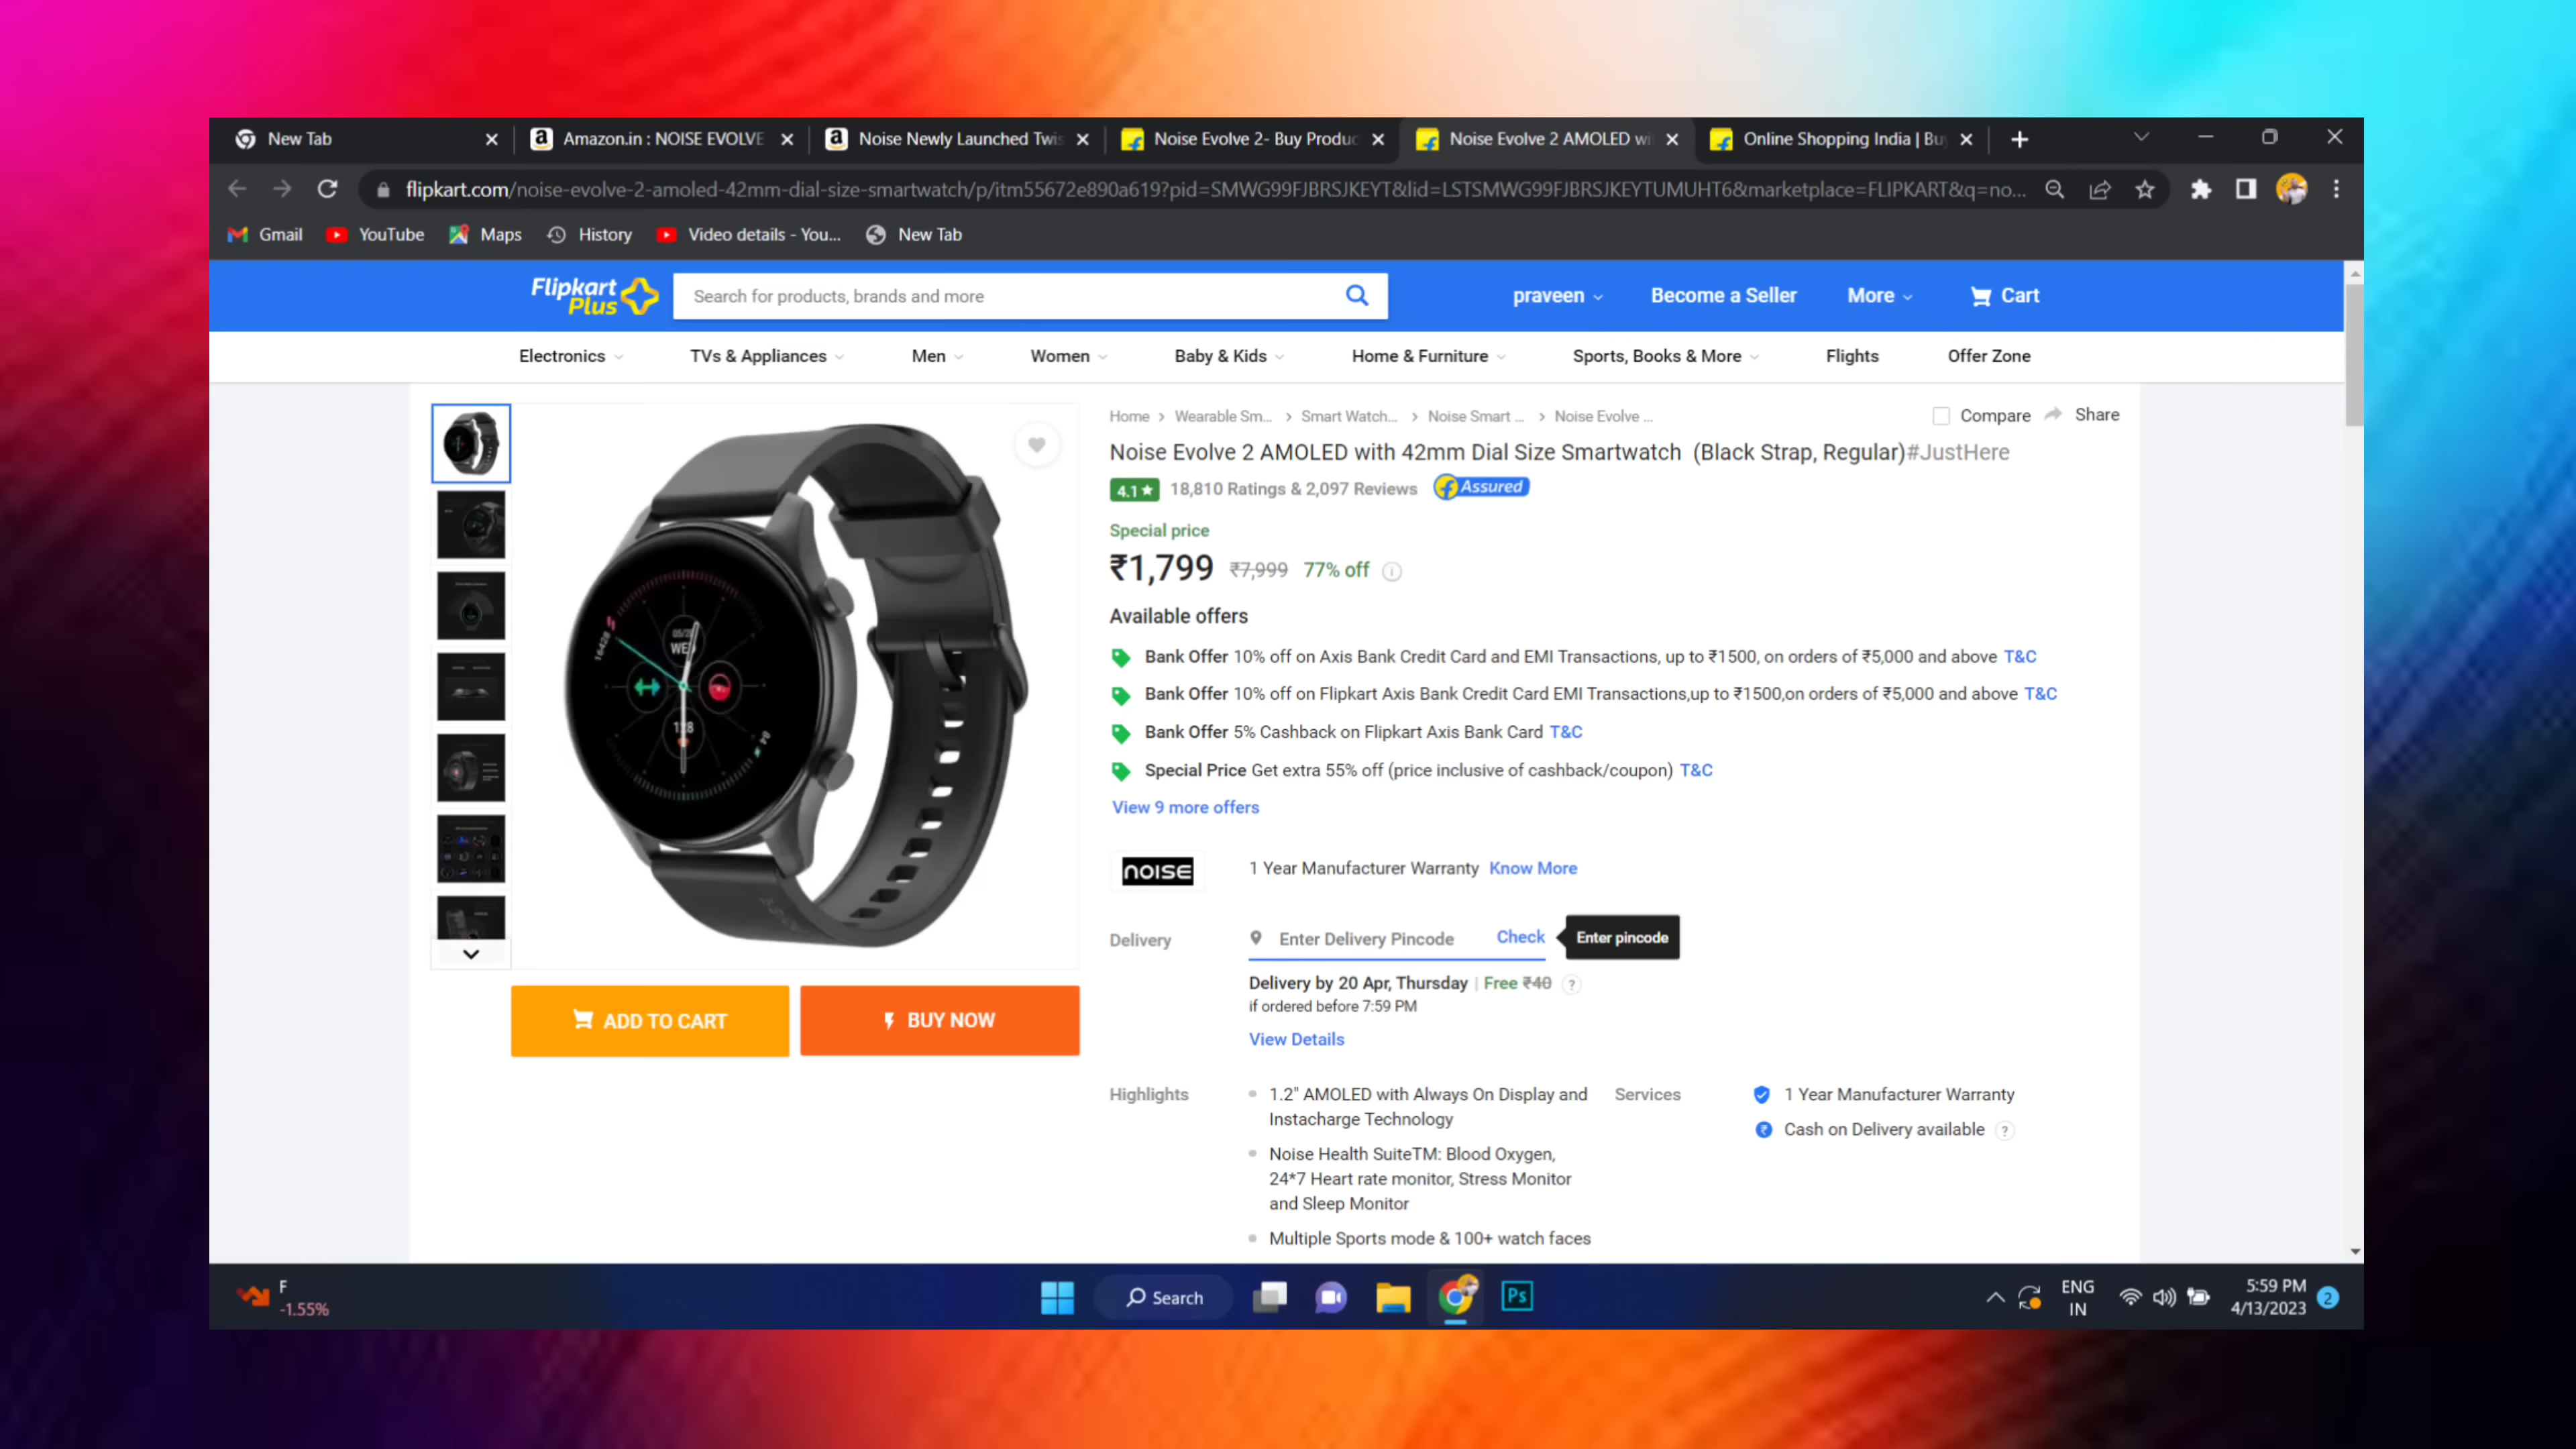 New Tab
Amazon.in : NOISE EVOLVE
Noise Newly Launched Twis
Noise Evolve 2- Buy Produc
Noise Evolve 2 AMOLED wi
Online Shopping India | Buy
flipkart.com/noise-evolve-2-amoled-42mm-dial-size-smartwatch/p/itm55672e890a619?pid=SMWG99FJBRSJKEYT&lid=LSTSMWG99FJBRSJKEYTUMUHT6&marketplace=FLIPKART&q=no...
Gmail YouTube Maps History Video details - You... New Tab
Flipkart Plus
Search for products, brands and more
praveen Become a Seller More Cart
Electronics TVs & Appliances Men Women Baby & Kids Home & Furniture Sports, Books & More Flights Offer Zone
Home > Wearable Sm... > Smart Watch... > Noise Smart ... > Noise Evolve ...
Compare Share
Noise Evolve 2 AMOLED with 42mm Dial Size Smartwatch (Black Strap, Regular)#JustHere
4.1★ 18,810 Ratings & 2,097 Reviews Assured
Special price
₹1,799 ₹7,999 77% off
Available offers
Bank Offer 10% off on Axis Bank Credit Card and EMI Transactions, up to ₹1500, on orders of ₹5,000 and above T&C
Bank Offer 10% off on Flipkart Axis Bank Credit Card EMI Transactions,up to ₹1500,on orders of ₹5,000 and above T&C
Bank Offer 5% Cashback on Flipkart Axis Bank Card T&C
Special Price Get extra 55% off (price inclusive of cashback/coupon) T&C
View 9 more offers
noise
1 Year Manufacturer Warranty Know More
Delivery
Enter Delivery Pincode Check
Enter pincode
Delivery by 20 Apr, Thursday | Free ₹40 ?
if ordered before 7:59 PM
View Details
16428
WED
84
ADD TO CART
BUY NOW
Highlights
1.2" AMOLED with Always On Display and
Instacharge Technology
Noise Health SuiteTM: Blood Oxygen,
24*7 Heart rate monitor, Stress Monitor
and Sleep Monitor
Multiple Sports mode & 100+ watch faces
Services
1 Year Manufacturer Warranty
Cash on Delivery available ?
F
-1.55%
Search
Ps
ENG
IN
5:59 PM
4/13/2023
2